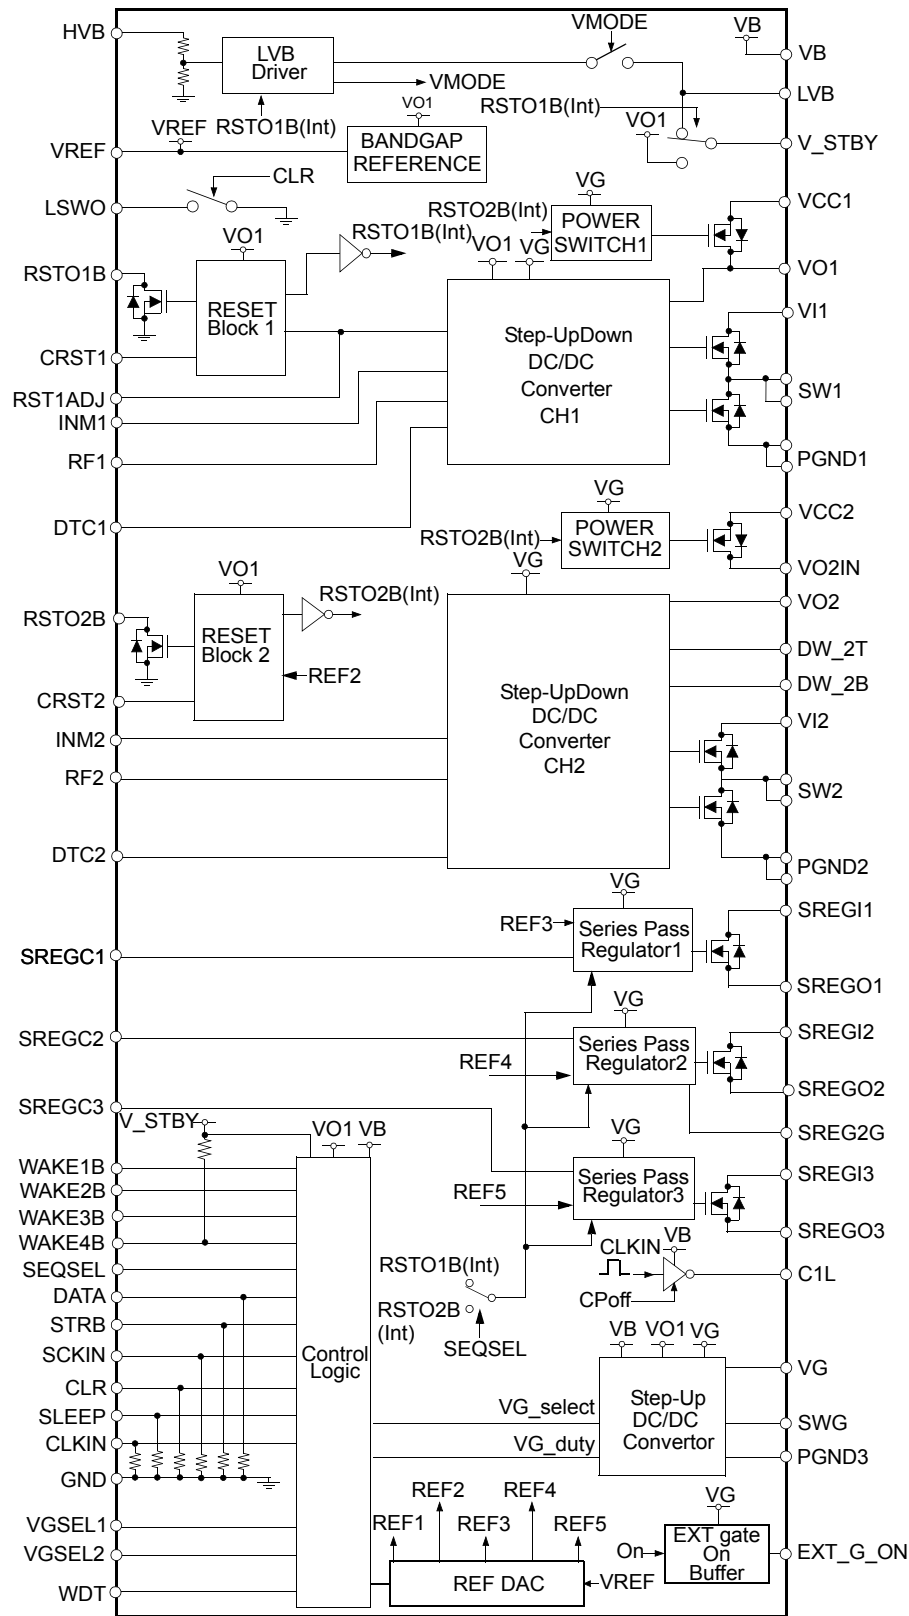 HVB
LVB
Driver
VMODE
VMODE
VB
VB
LVB
RSTO1B(Int)
RSTO1B(Int)
VO1
V_STBY
VREF
VREF
VO1
BANDGAP
REFERENCE
LSWO
CLR
VG
RSTO2B(Int)
POWER
SWITCH1
VCC1
VO1
RSTO1B(Int)
VO1
VG
VO1
RSTO1B
RESET
Block 1
CRST1
RST1ADJ
INM1
RF1
DTC1
Step-UpDown
DC/DC
Converter
CH1
VI1
SW1
PGND1
VG
RSTO2B(Int)
POWER
SWITCH2
VCC2
VO2IN
VO1
RSTO2B(Int)
VG
RSTO2B
RESET
Block 2
REF2
CRST2
INM2
RF2
DTC2
Step-UpDown
DC/DC
Converter
CH2
VO2
DW_2T
DW_2B
VI2
SW2
PGND2
VG
REF3
Series Pass
Regulator1
SREGI1
SREGC1
SREGO1
VG
SREGC2
REF4
Series Pass
Regulator2
SREGI2
SREGO2
SREG2G
SREGC3
VG
REF5
Series Pass
Regulator3
SREGI3
SREGO3
V_STBY
VO1
VB
WAKE1B
WAKE2B
WAKE3B
WAKE4B
SEQSEL
DATA
STRB
SCKIN
CLR
SLEEP
CLKIN
GND
VGSEL1
VGSEL2
WDT
Control
Logic
RSTO1B(Int)
RSTO2B
(Int)
SEQSEL
CLKIN
VB
CPoff
C1L
VB
VO1
VG
VG_select
VG_duty
Step-Up
DC/DC
Convertor
VG
SWG
PGND3
REF1
REF2
REF3
REF4
REF5
REF DAC
VREF
VG
On
EXT gate
On
Buffer
EXT_G_ON